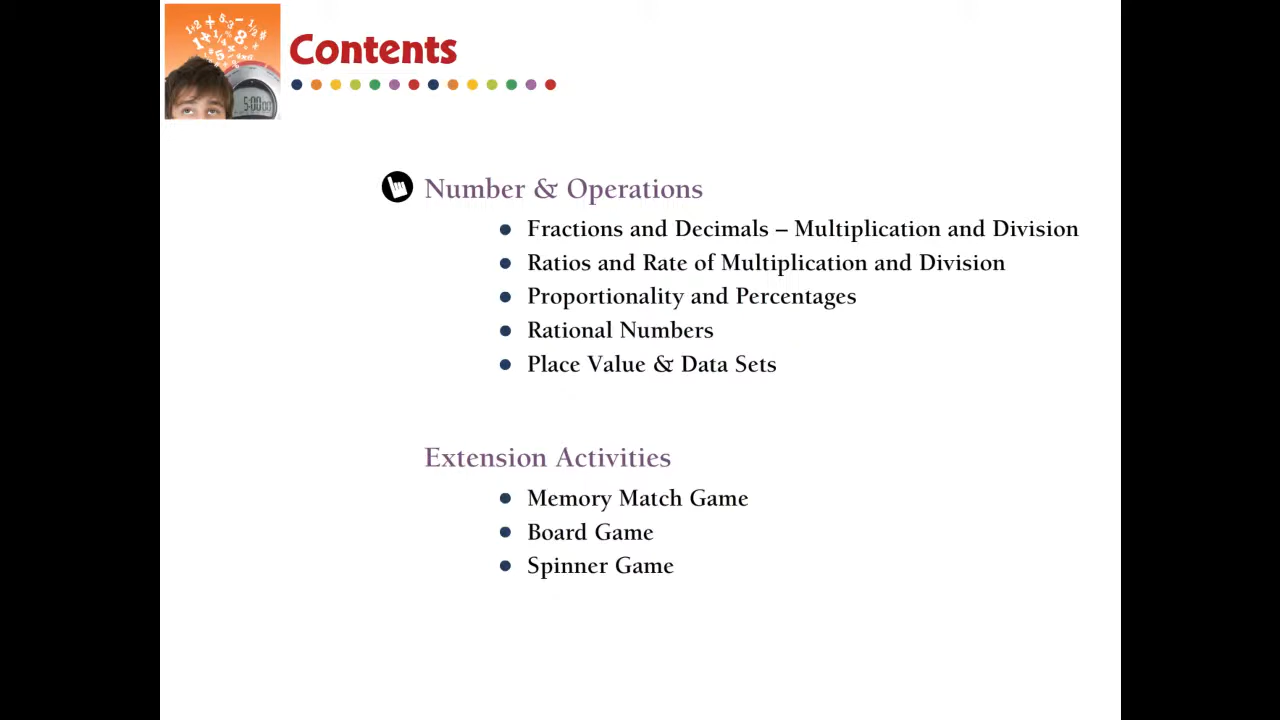 Contents
Number & Operations
Fractions and Decimals – Multiplication and Division
Ratios and Rate of Multiplication and Division
Proportionality and Percentages
Rational Numbers
Place Value & Data Sets
Extension Activities
Memory Match Game
Board Game
Spinner Game